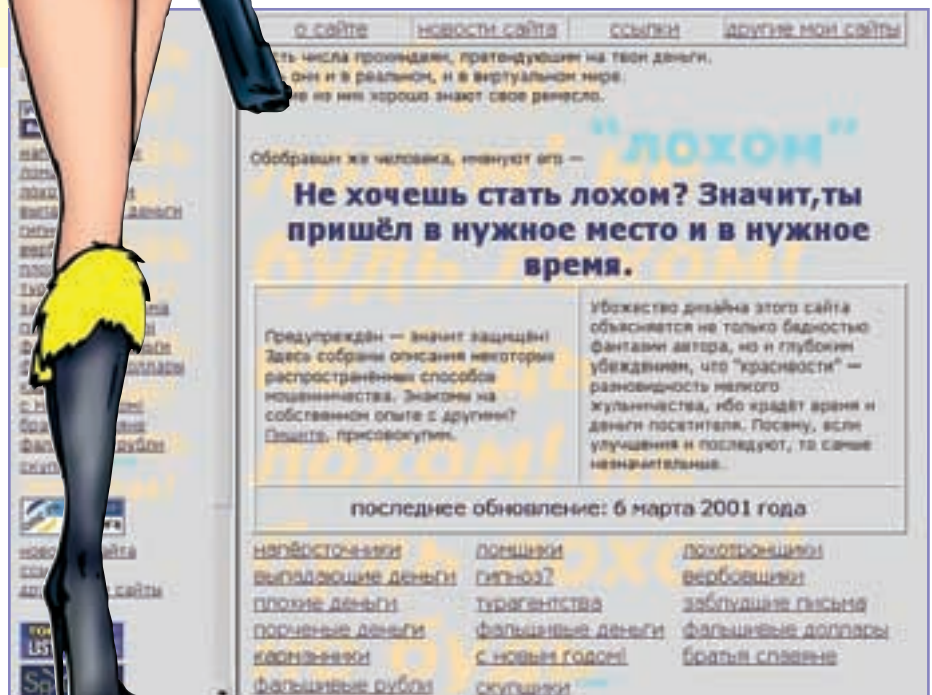 о сайте новости сайта ссылки другие мои сайты
числа проходимцев, претендующих на твои деньги.
они и в реальном, и в виртуальном мире.
из них хорошо знают свое ремесло.
Обобравши же человека, именуют его — "лохом"
Не хочешь стать лохом? Значит,ты
пришёл в нужное место и в нужное
время.
Предупреждён — значит защищён!
Здесь собраны описания некоторых
распространённых способов
мошенничества. Знакомы на
собственном опыте с другими?
Пишите, присовокупим.
Убожество дизайна этого сайта
объясняется не только бедностью
фантазии автора, но и глубоким
убеждением, что "красивости" —
разновидность мелкого
жульничества, ибо крадёт время и
деньги посетителя. Посему, если
улучшения и последуют, то самые
незначительные.
последнее обновление: 6 марта 2001 года
напёрсточники ломщики лохотронщики
выпадающие деньги гипноз? вербовщики
плохие деньги турагентства заблудшие письма
порченые деньги фальшивые деньги фальшивые доллары
карманники с новым годом! братья славяне
фальшивые рубли скупщики